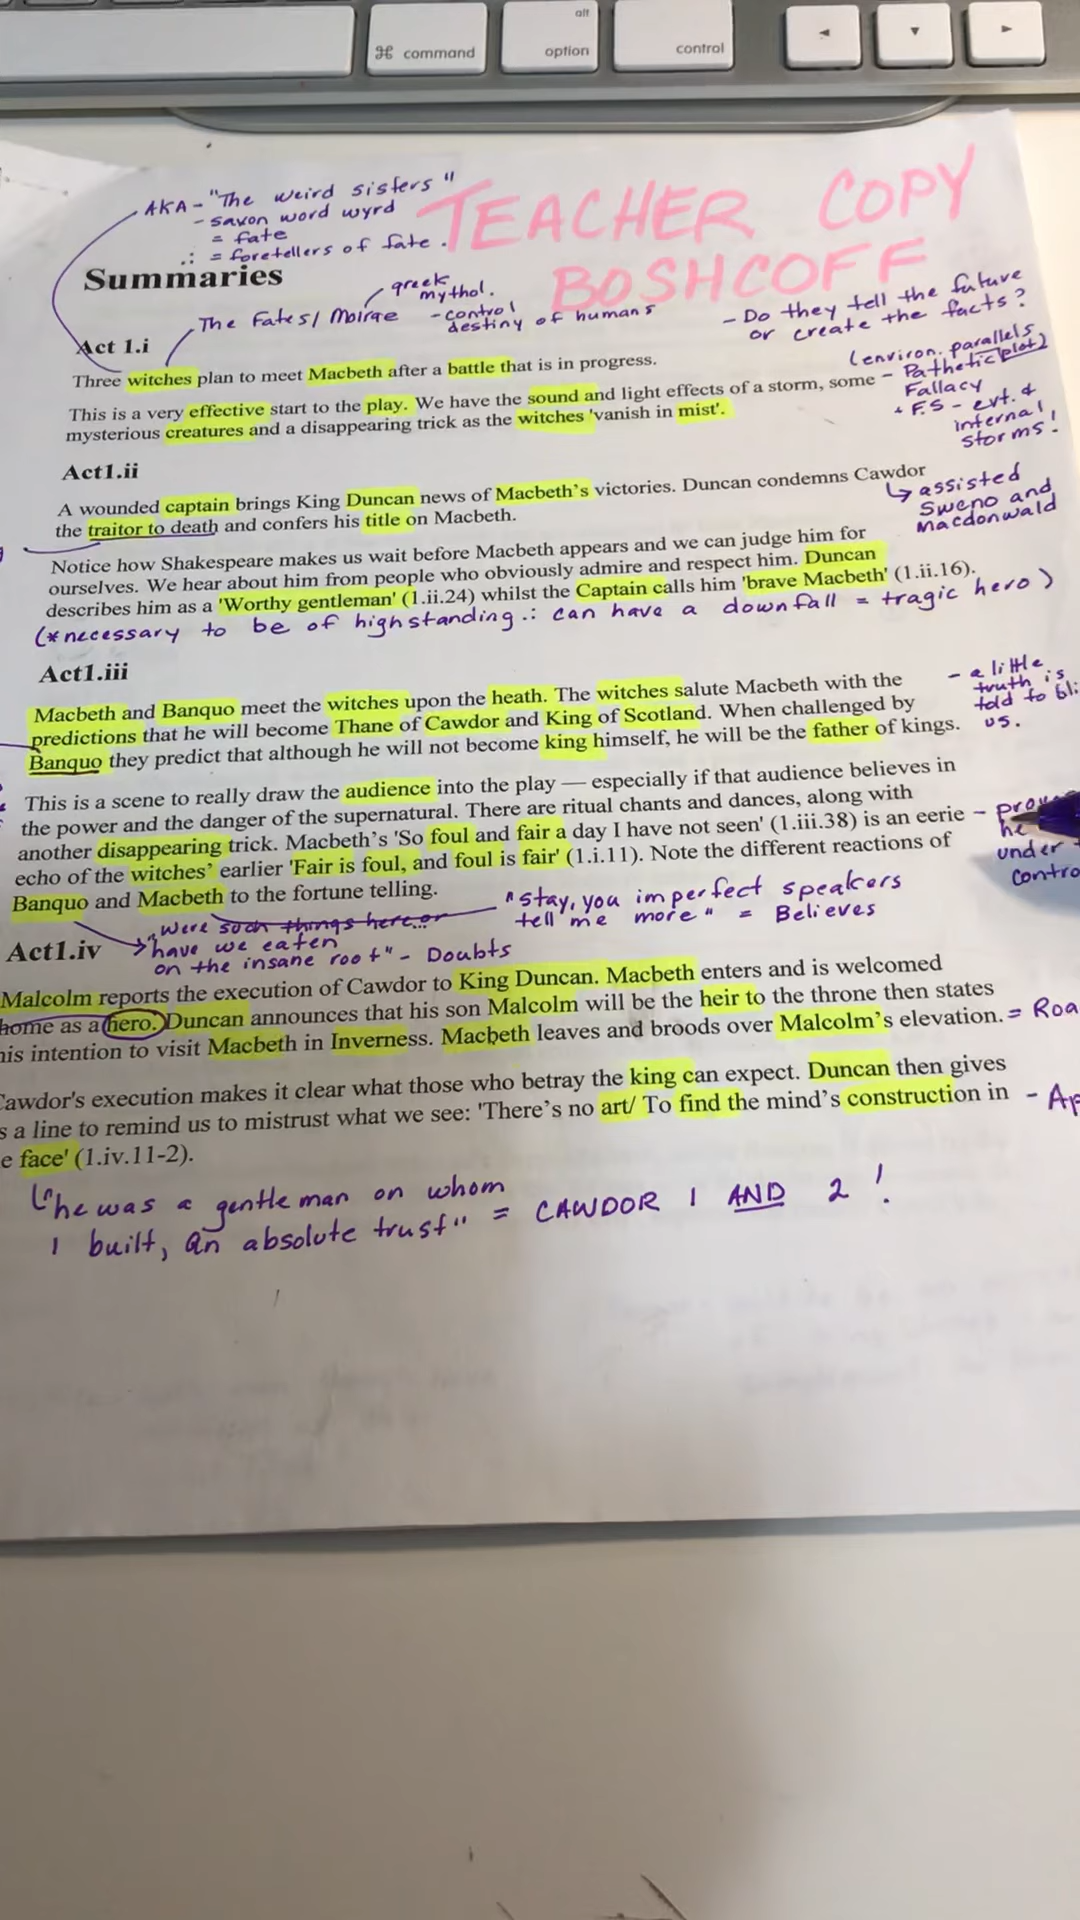 ⌘ command
alt
option
control
◄
▼
►
TEACHER COPY
BOSHCOFF
AKA - "The weird sisters"
- saxon word wyrd
= fate
∴ = foretellers of fate.
Summaries
greek
mythol.
The Fates/ Moirae
- control
destiny of humans
- Do they tell the future
or create the facts?
Act 1.i
(environ. parallels
plot)
Three witches plan to meet Macbeth after a battle that is in progress.
- Pathetic
Fallacy
+ F.S - ext. &
internal
storms!
This is a very effective start to the play. We have the sound and light effects of a storm, some
mysterious creatures and a disappearing trick as the witches 'vanish in mist'.
Act1.ii
A wounded captain brings King Duncan news of Macbeth's victories. Duncan condemns Cawdor
the traitor to death and confers his title on Macbeth.
assisted
Sweno and
Macdonwald
Notice how Shakespeare makes us wait before Macbeth appears and we can judge him for
ourselves. We hear about him from people who obviously admire and respect him. Duncan
describes him as a 'Worthy gentleman' (1.ii.24) whilst the Captain calls him 'brave Macbeth' (1.ii.16).
(*necessary to be of high standing ∴ can have a downfall = tragic hero)
Act1.iii
Macbeth and Banquo meet the witches upon the heath. The witches salute Macbeth with the
predictions that he will become Thane of Cawdor and King of Scotland. When challenged by
Banquo they predict that although he will not become king himself, he will be the father of kings.
- a little
truth is
told to
us.
This is a scene to really draw the audience into the play — especially if that audience believes in
the power and the danger of the supernatural. There are ritual chants and dances, along with
another disappearing trick. Macbeth's 'So foul and fair a day I have not seen' (1.iii.38) is an eerie
echo of the witches' earlier 'Fair is foul, and foul is fair' (1.i.11). Note the different reactions of
Banquo and Macbeth to the fortune telling.
he
under
"stay, you imperfect speakers
tell me more" = Believes
"were such things here or...
have we eaten
on the insane root" - Doubts
Act1.iv
Malcolm reports the execution of Cawdor to King Duncan. Macbeth enters and is welcomed
home as a hero. Duncan announces that his son Malcolm will be the heir to the throne then states
his intention to visit Macbeth in Inverness. Macbeth leaves and broods over Malcolm's elevation.
Cawdor's execution makes it clear what those who betray the king can expect. Duncan then gives
s a line to remind us to mistrust what we see: 'There's no art/ To find the mind's construction in
e face' (1.iv.11-2).
"he was a gentleman on whom
I built, an absolute trust" = CAWDOR 1 AND 2!